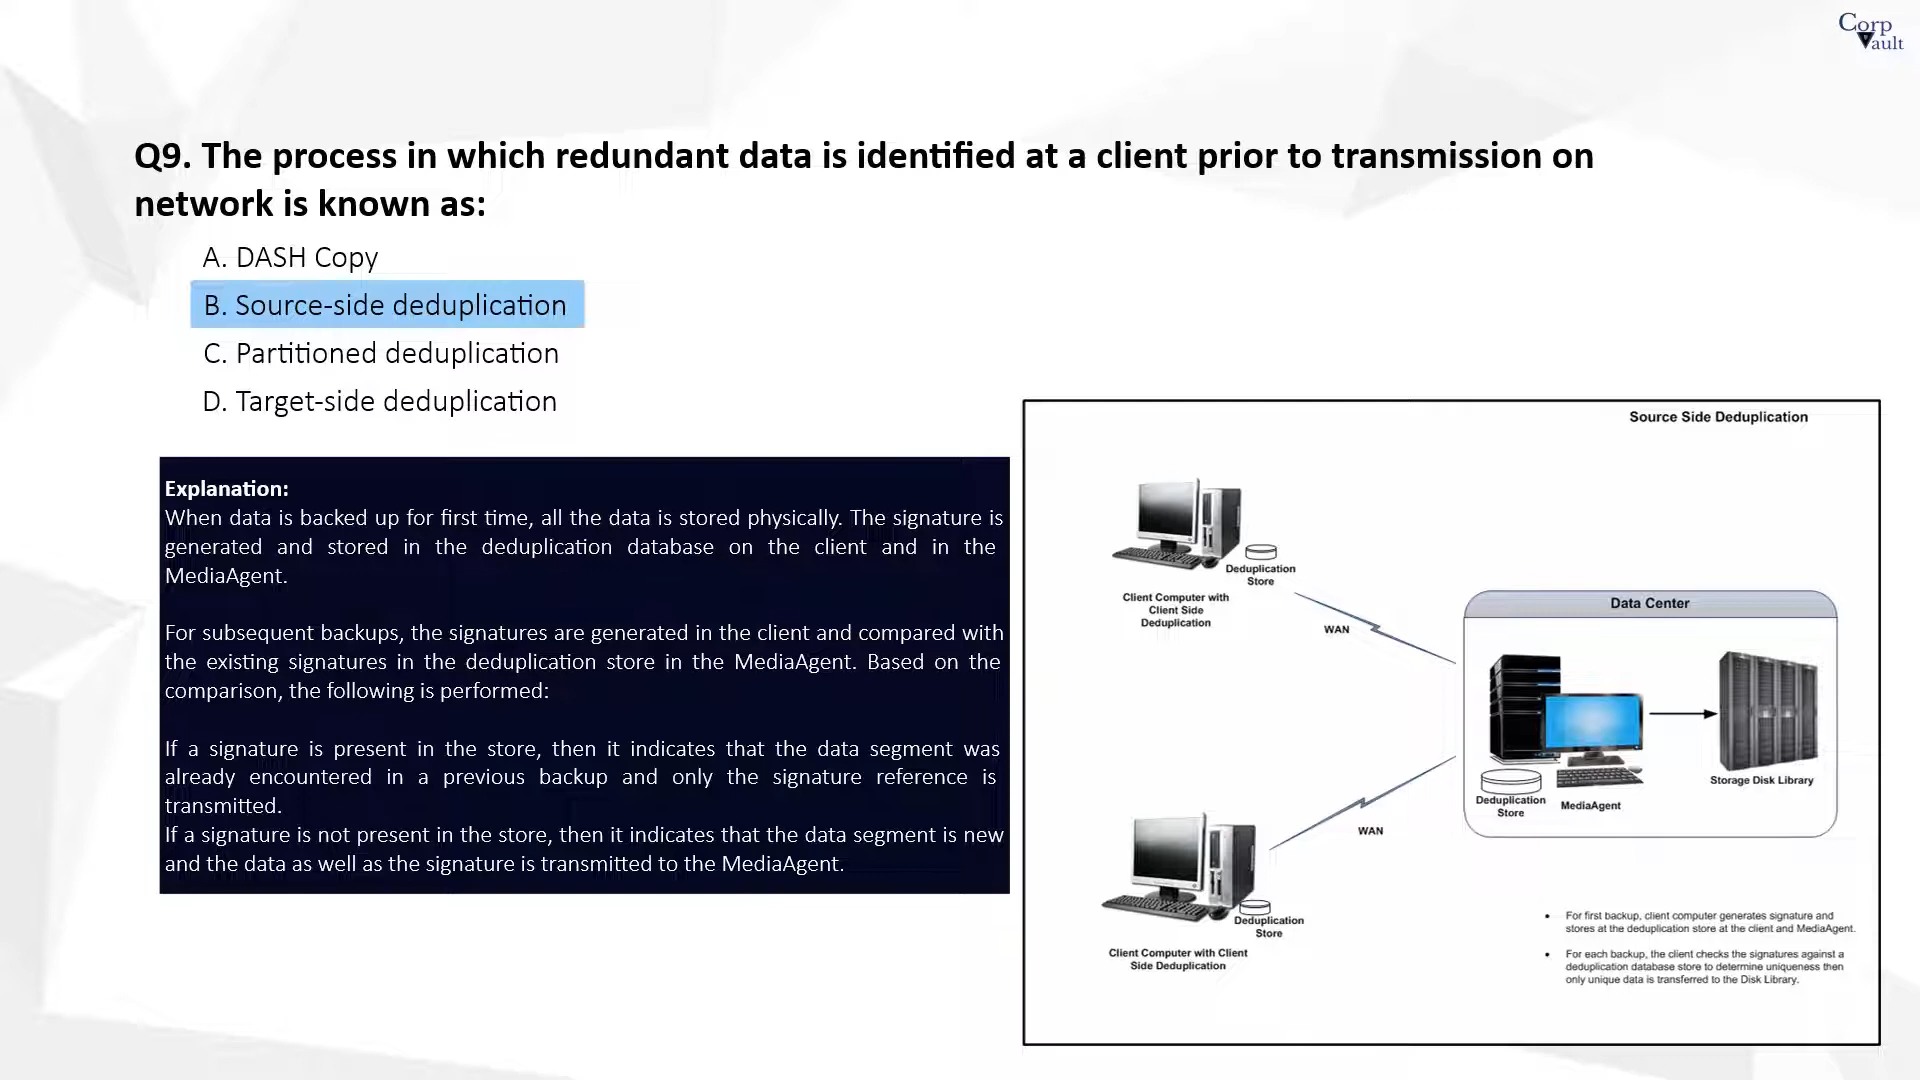 Corp
Vault
Q9. The process in which redundant data is identified at a client prior to transmission on
network is known as:
A. DASH Copy
B. Source-side deduplication
C. Partitioned deduplication
D. Target-side deduplication
Explanation:
When data is backed up for first time, all the data is stored physically. The signature is
generated and stored in the deduplication database on the client and in the
MediaAgent.
For subsequent backups, the signatures are generated in the client and compared with
the existing signatures in the deduplication store in the MediaAgent. Based on the
comparison, the following is performed:
If a signature is present in the store, then it indicates that the data segment was
already encountered in a previous backup and only the signature reference is
transmitted.
If a signature is not present in the store, then it indicates that the data segment is new
and the data as well as the signature is transmitted to the MediaAgent.
Source Side Deduplication
Deduplication
Store
Client Computer with
Client Side
Deduplication
WAN
Data Center
Deduplication
Store
MediaAgent
Storage Disk Library
WAN
Deduplication
Store
Client Computer with Client
Side Deduplication
• For first backup, client computer generates signature and
stores at the deduplication store at the client and MediaAgent.
• For each backup, the client checks the signatures against a
deduplication database store to determine uniqueness then
only unique data is transferred to the Disk Library.